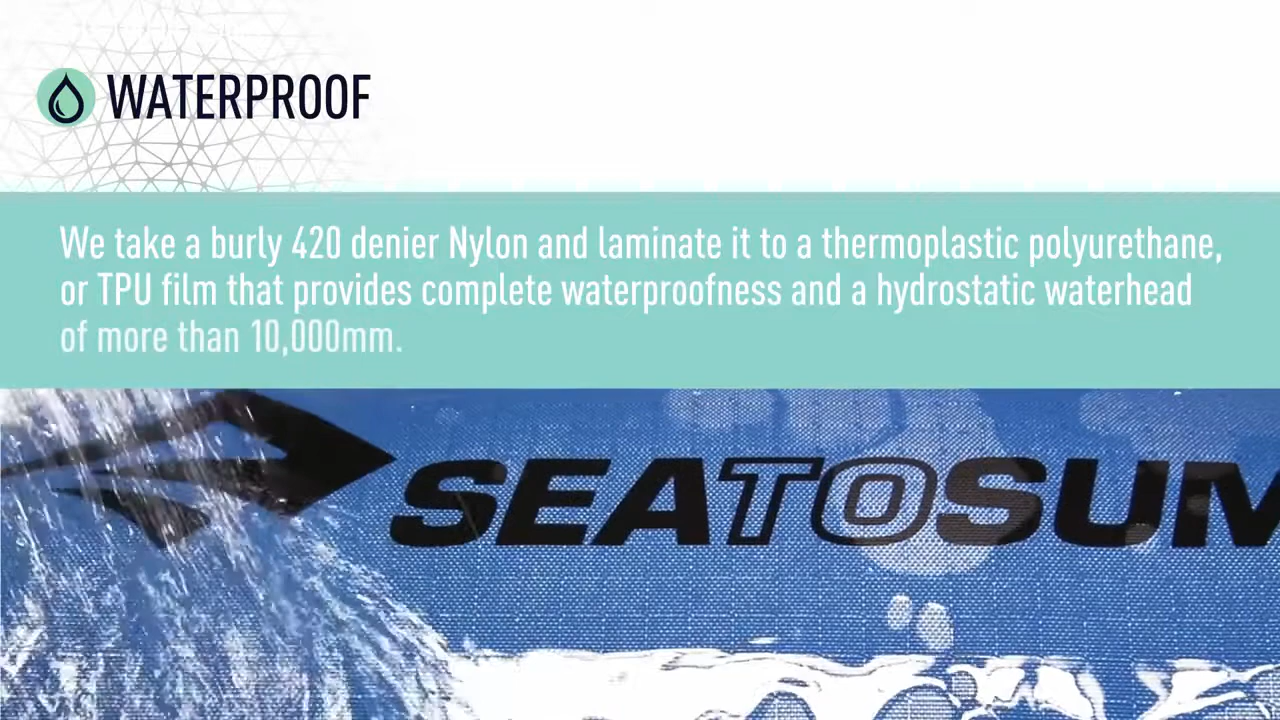 WATERPROOF
We take a burly 420 denier Nylon and laminate it to a thermoplastic polyurethane,
or TPU film that provides complete waterproofness and a hydrostatic waterhead
of more than 10,000mm.
SEATOSUM